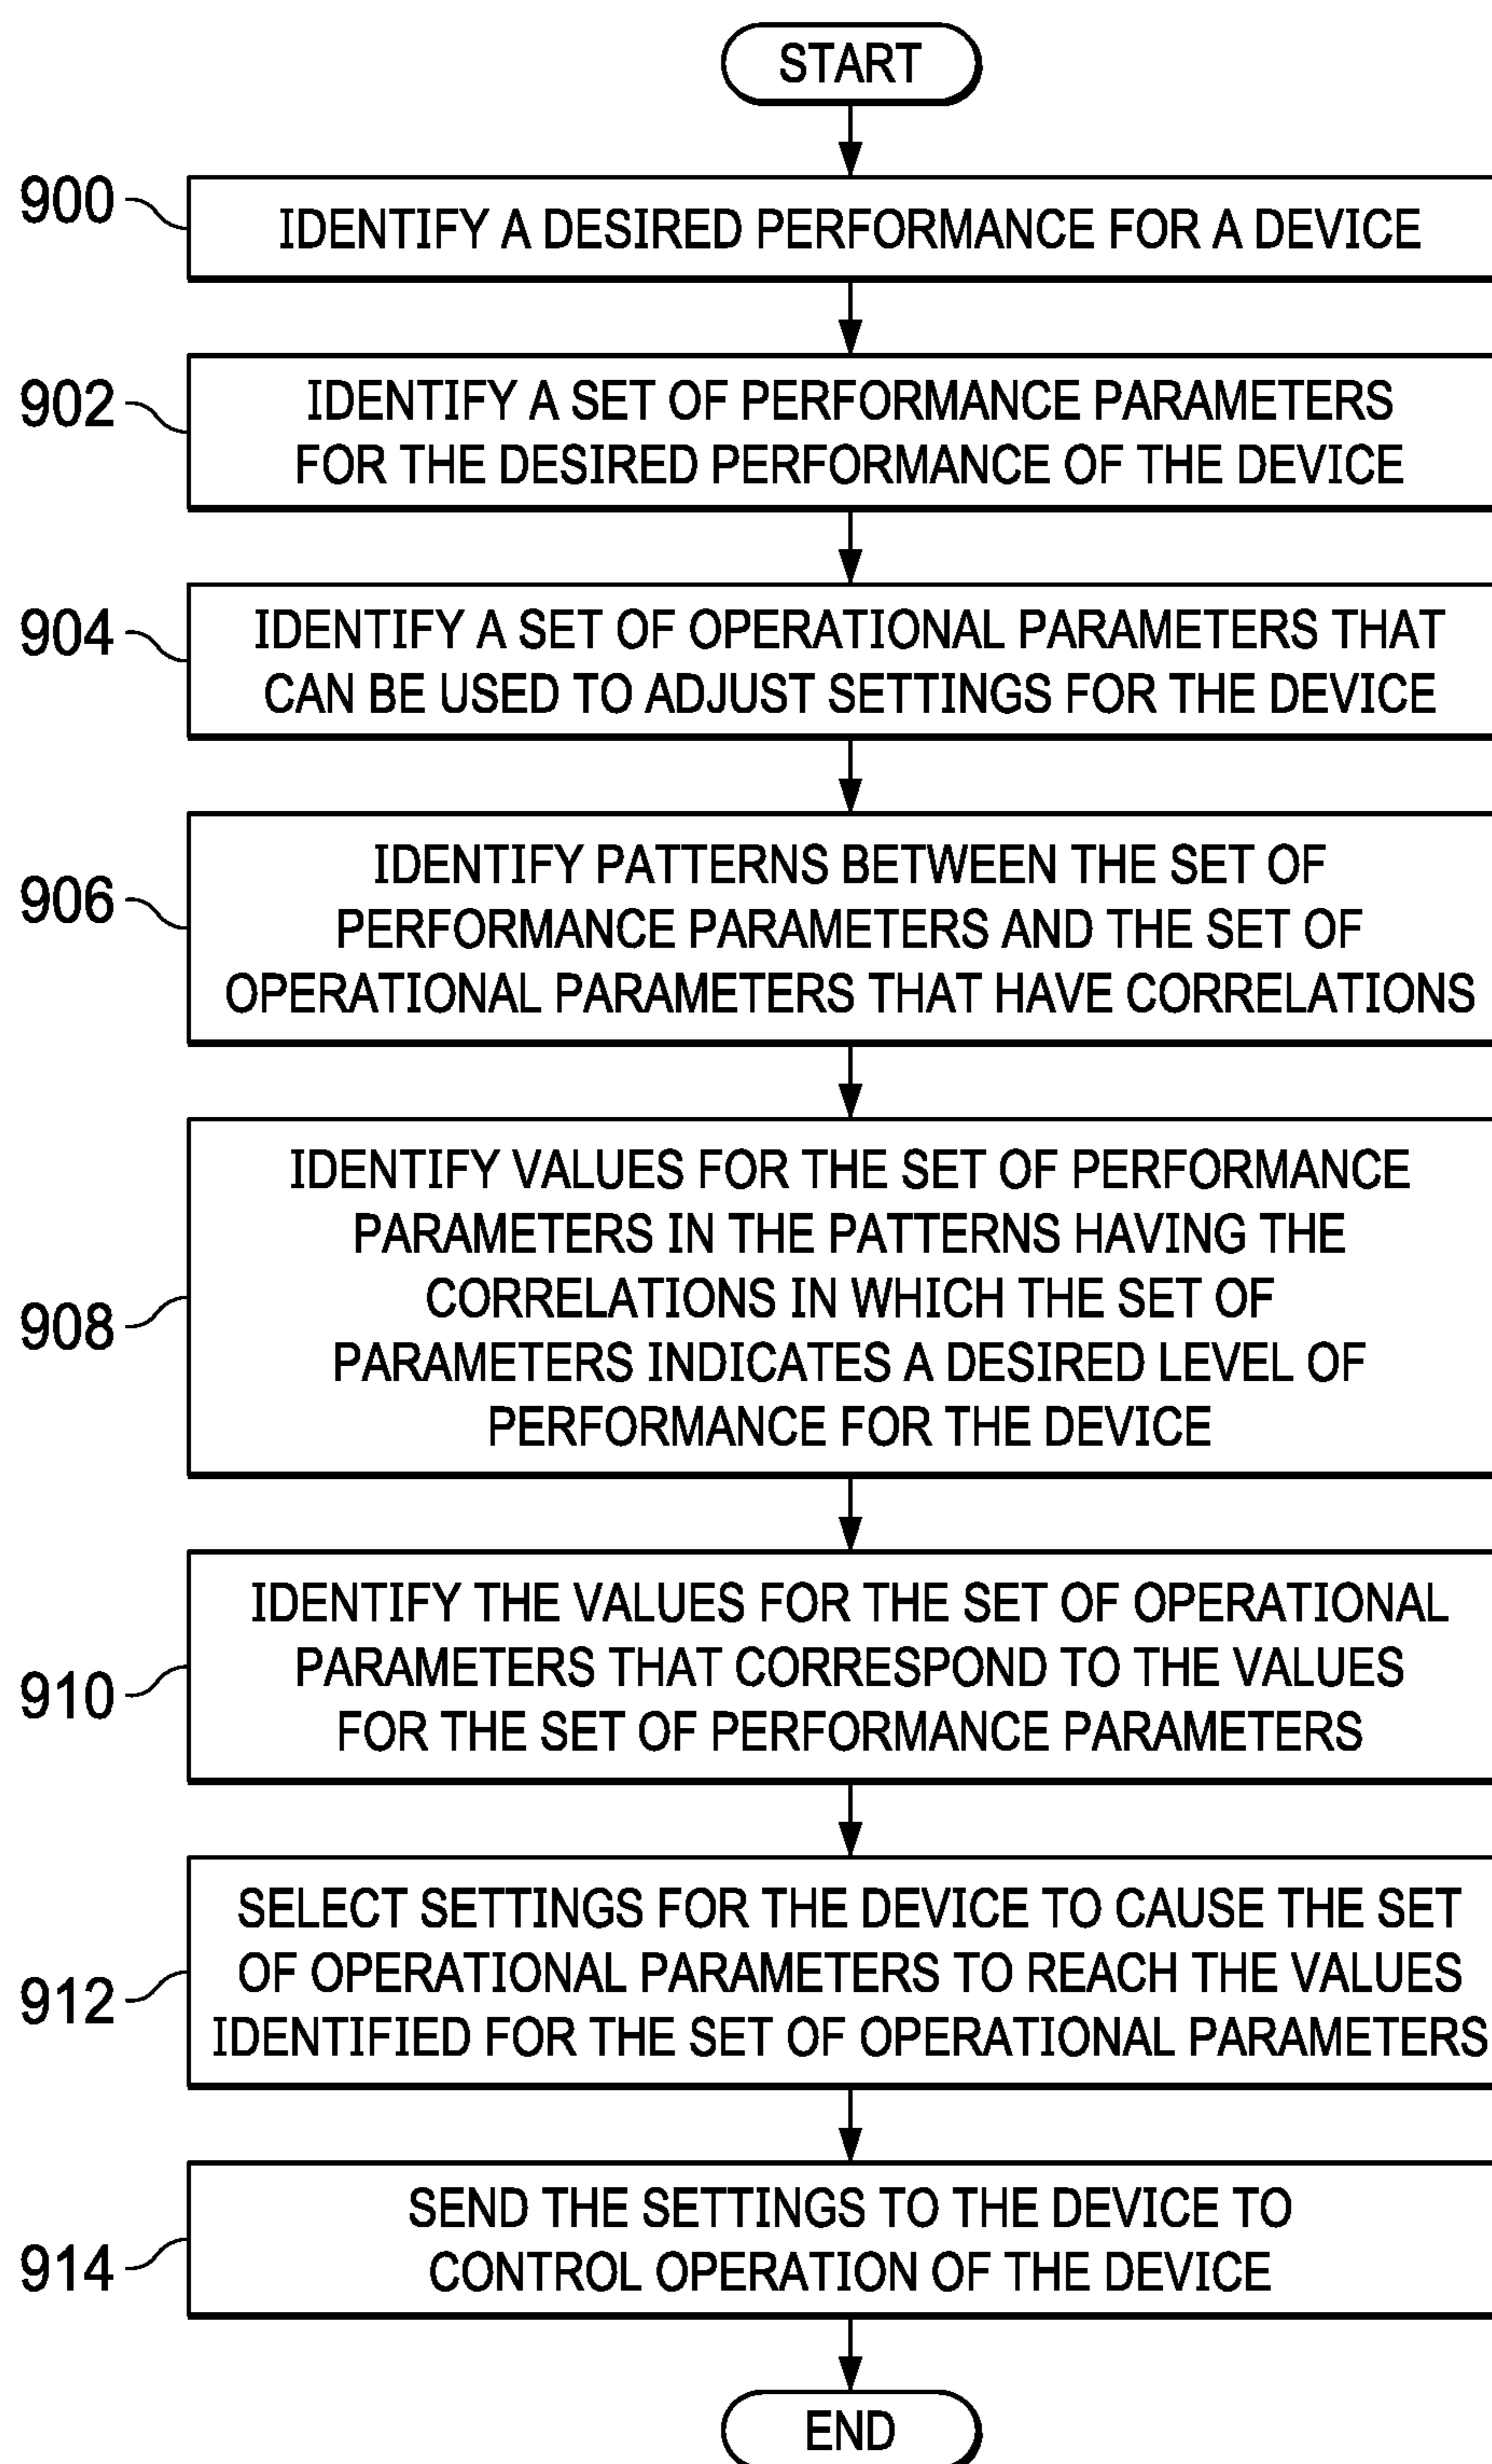 START
900
IDENTIFY A DESIRED PERFORMANCE FOR A DEVICE
902
IDENTIFY A SET OF PERFORMANCE PARAMETERS
FOR THE DESIRED PERFORMANCE OF THE DEVICE
904
IDENTIFY A SET OF OPERATIONAL PARAMETERS THAT
CAN BE USED TO ADJUST SETTINGS FOR THE DEVICE
906
IDENTIFY PATTERNS BETWEEN THE SET OF
PERFORMANCE PARAMETERS AND THE SET OF
OPERATIONAL PARAMETERS THAT HAVE CORRELATIONS
908
IDENTIFY VALUES FOR THE SET OF PERFORMANCE
PARAMETERS IN THE PATTERNS HAVING THE
CORRELATIONS IN WHICH THE SET OF
PARAMETERS INDICATES A DESIRED LEVEL OF
PERFORMANCE FOR THE DEVICE
910
IDENTIFY THE VALUES FOR THE SET OF OPERATIONAL
PARAMETERS THAT CORRESPOND TO THE VALUES
FOR THE SET OF PERFORMANCE PARAMETERS
912
SELECT SETTINGS FOR THE DEVICE TO CAUSE THE SET
OF OPERATIONAL PARAMETERS TO REACH THE VALUES
IDENTIFIED FOR THE SET OF OPERATIONAL PARAMETERS
914
SEND THE SETTINGS TO THE DEVICE TO
CONTROL OPERATION OF THE DEVICE
END